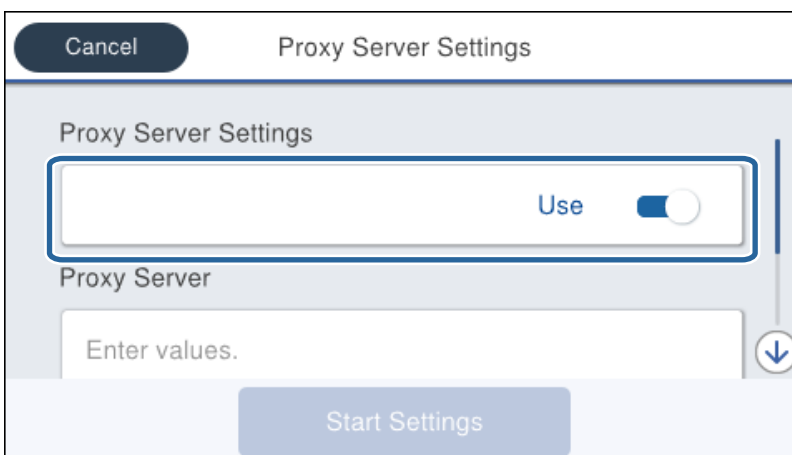 Cancel
Proxy Server Settings
Proxy Server Settings
Use
Proxy Server
Enter values.
Start Settings